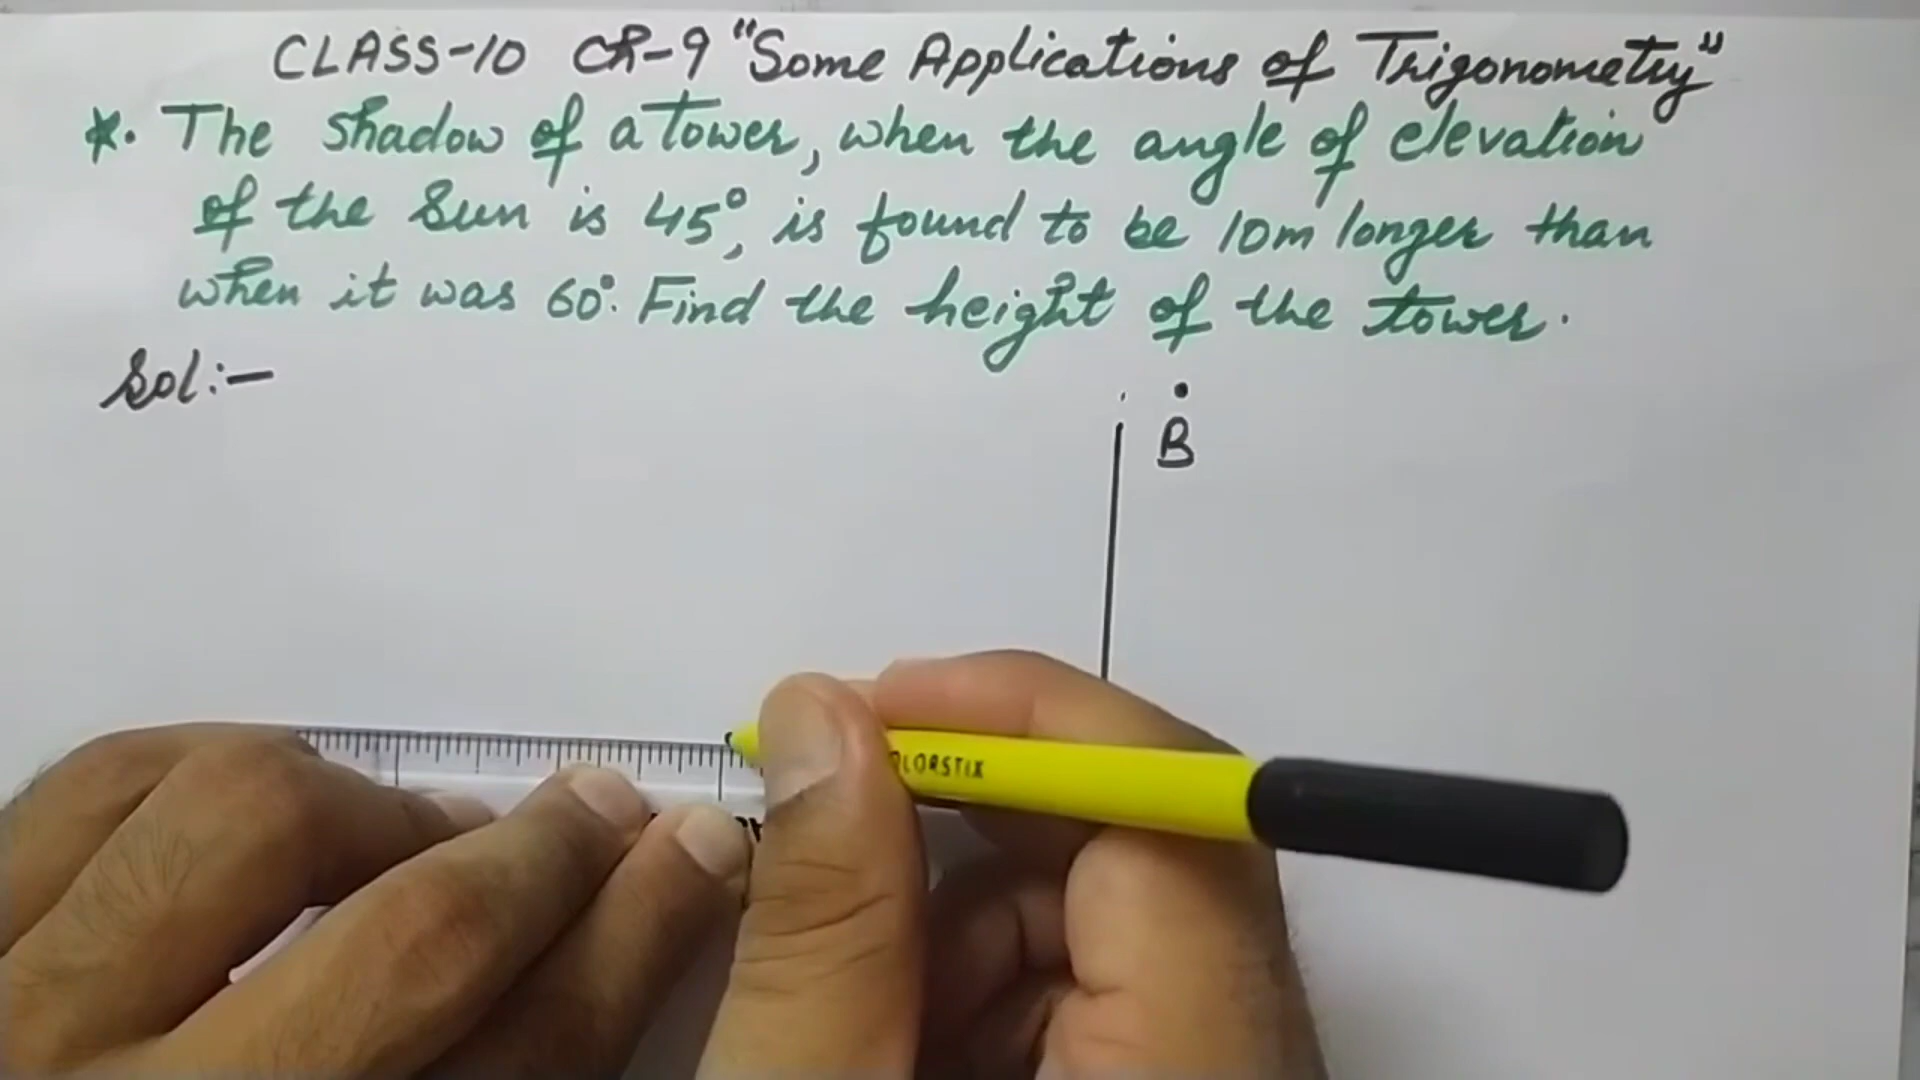 CLASS-10 Ch-9 "Some Applications of Trigonometry"
*. The shadow of a Tower, when the angle of elevation
of the Sun is 45°, is found to be 10m longer than
when it was 60°. Find the height of the tower.
Sol:-
B
OLORSTIX